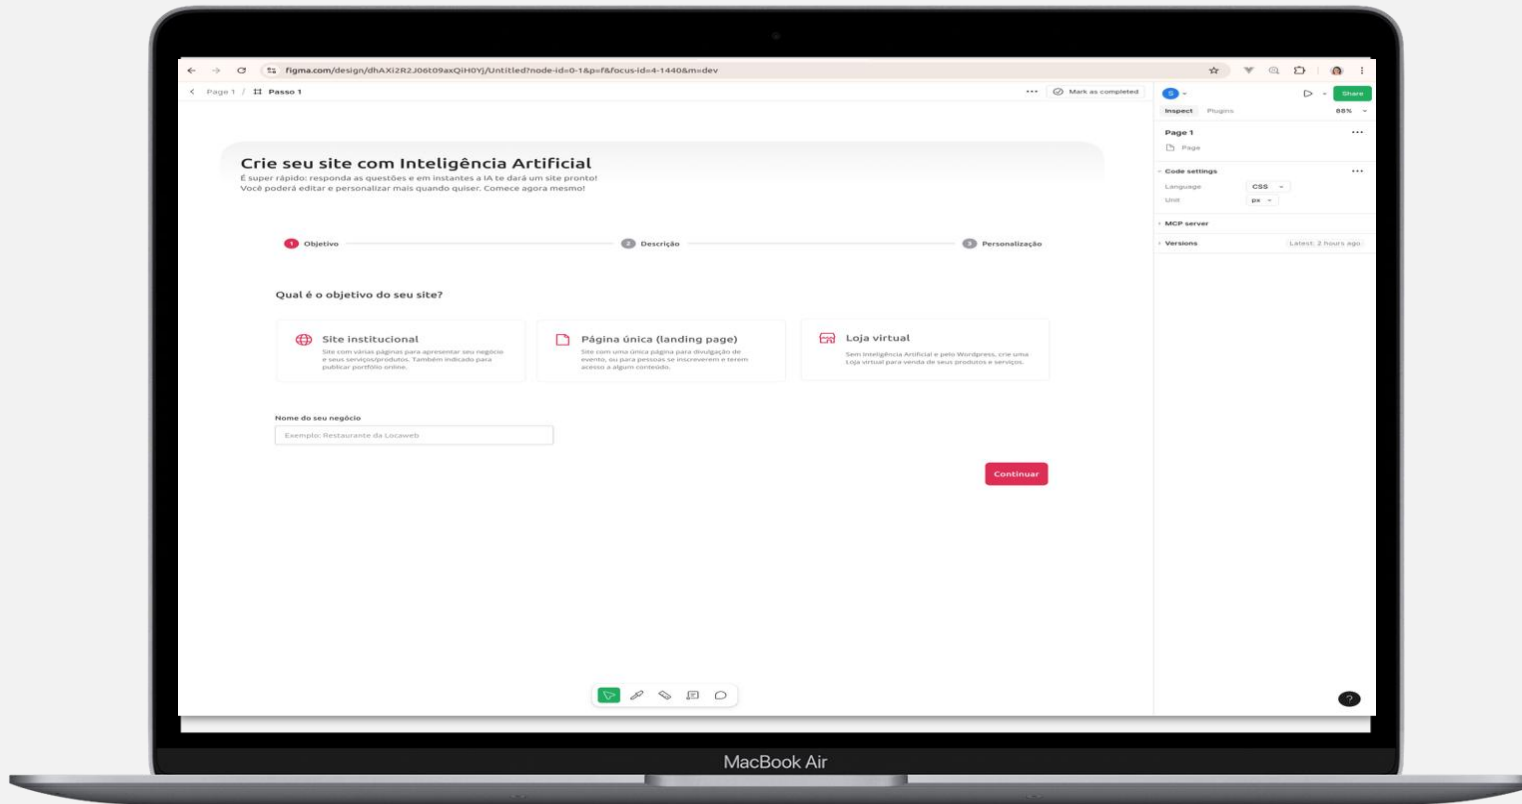 figma.com/design/dhAXi2R2J06t09axQiH0Yj/Untitled?node-id=0-1&p=f&focus-id=4-1440&m=dev
Page 1 / Passo 1
Mark as completed
S
Share
Inspect Plugins 88%
Page 1
Page
Code settings
Language CSS
Unit px
MCP server
Versions Latest: 2 hours ago
Crie seu site com Inteligência Artificial
É super rápido: responda as questões e em instantes a IA te dará um site pronto!
Você poderá editar e personalizar mais quando quiser. Comece agora mesmo!
1 Objetivo 2 Descrição 3 Personalização
Qual é o objetivo do seu site?
Site institucional
Site com várias páginas para apresentar seu negócio
e seus serviços/produtos. Também indicado para
publicar portfólio online.
Página única (landing page)
Site com uma única página para divulgação de
evento, ou para pessoas se inscreverem e terem
acesso a algum conteúdo.
Loja virtual
Sem Inteligência Artificial e pelo Wordpress, crie uma
Loja virtual para venda de seus produtos e serviços.
Nome do seu negócio
Exemplo: Restaurante da Locaweb
Continuar
?
MacBook Air